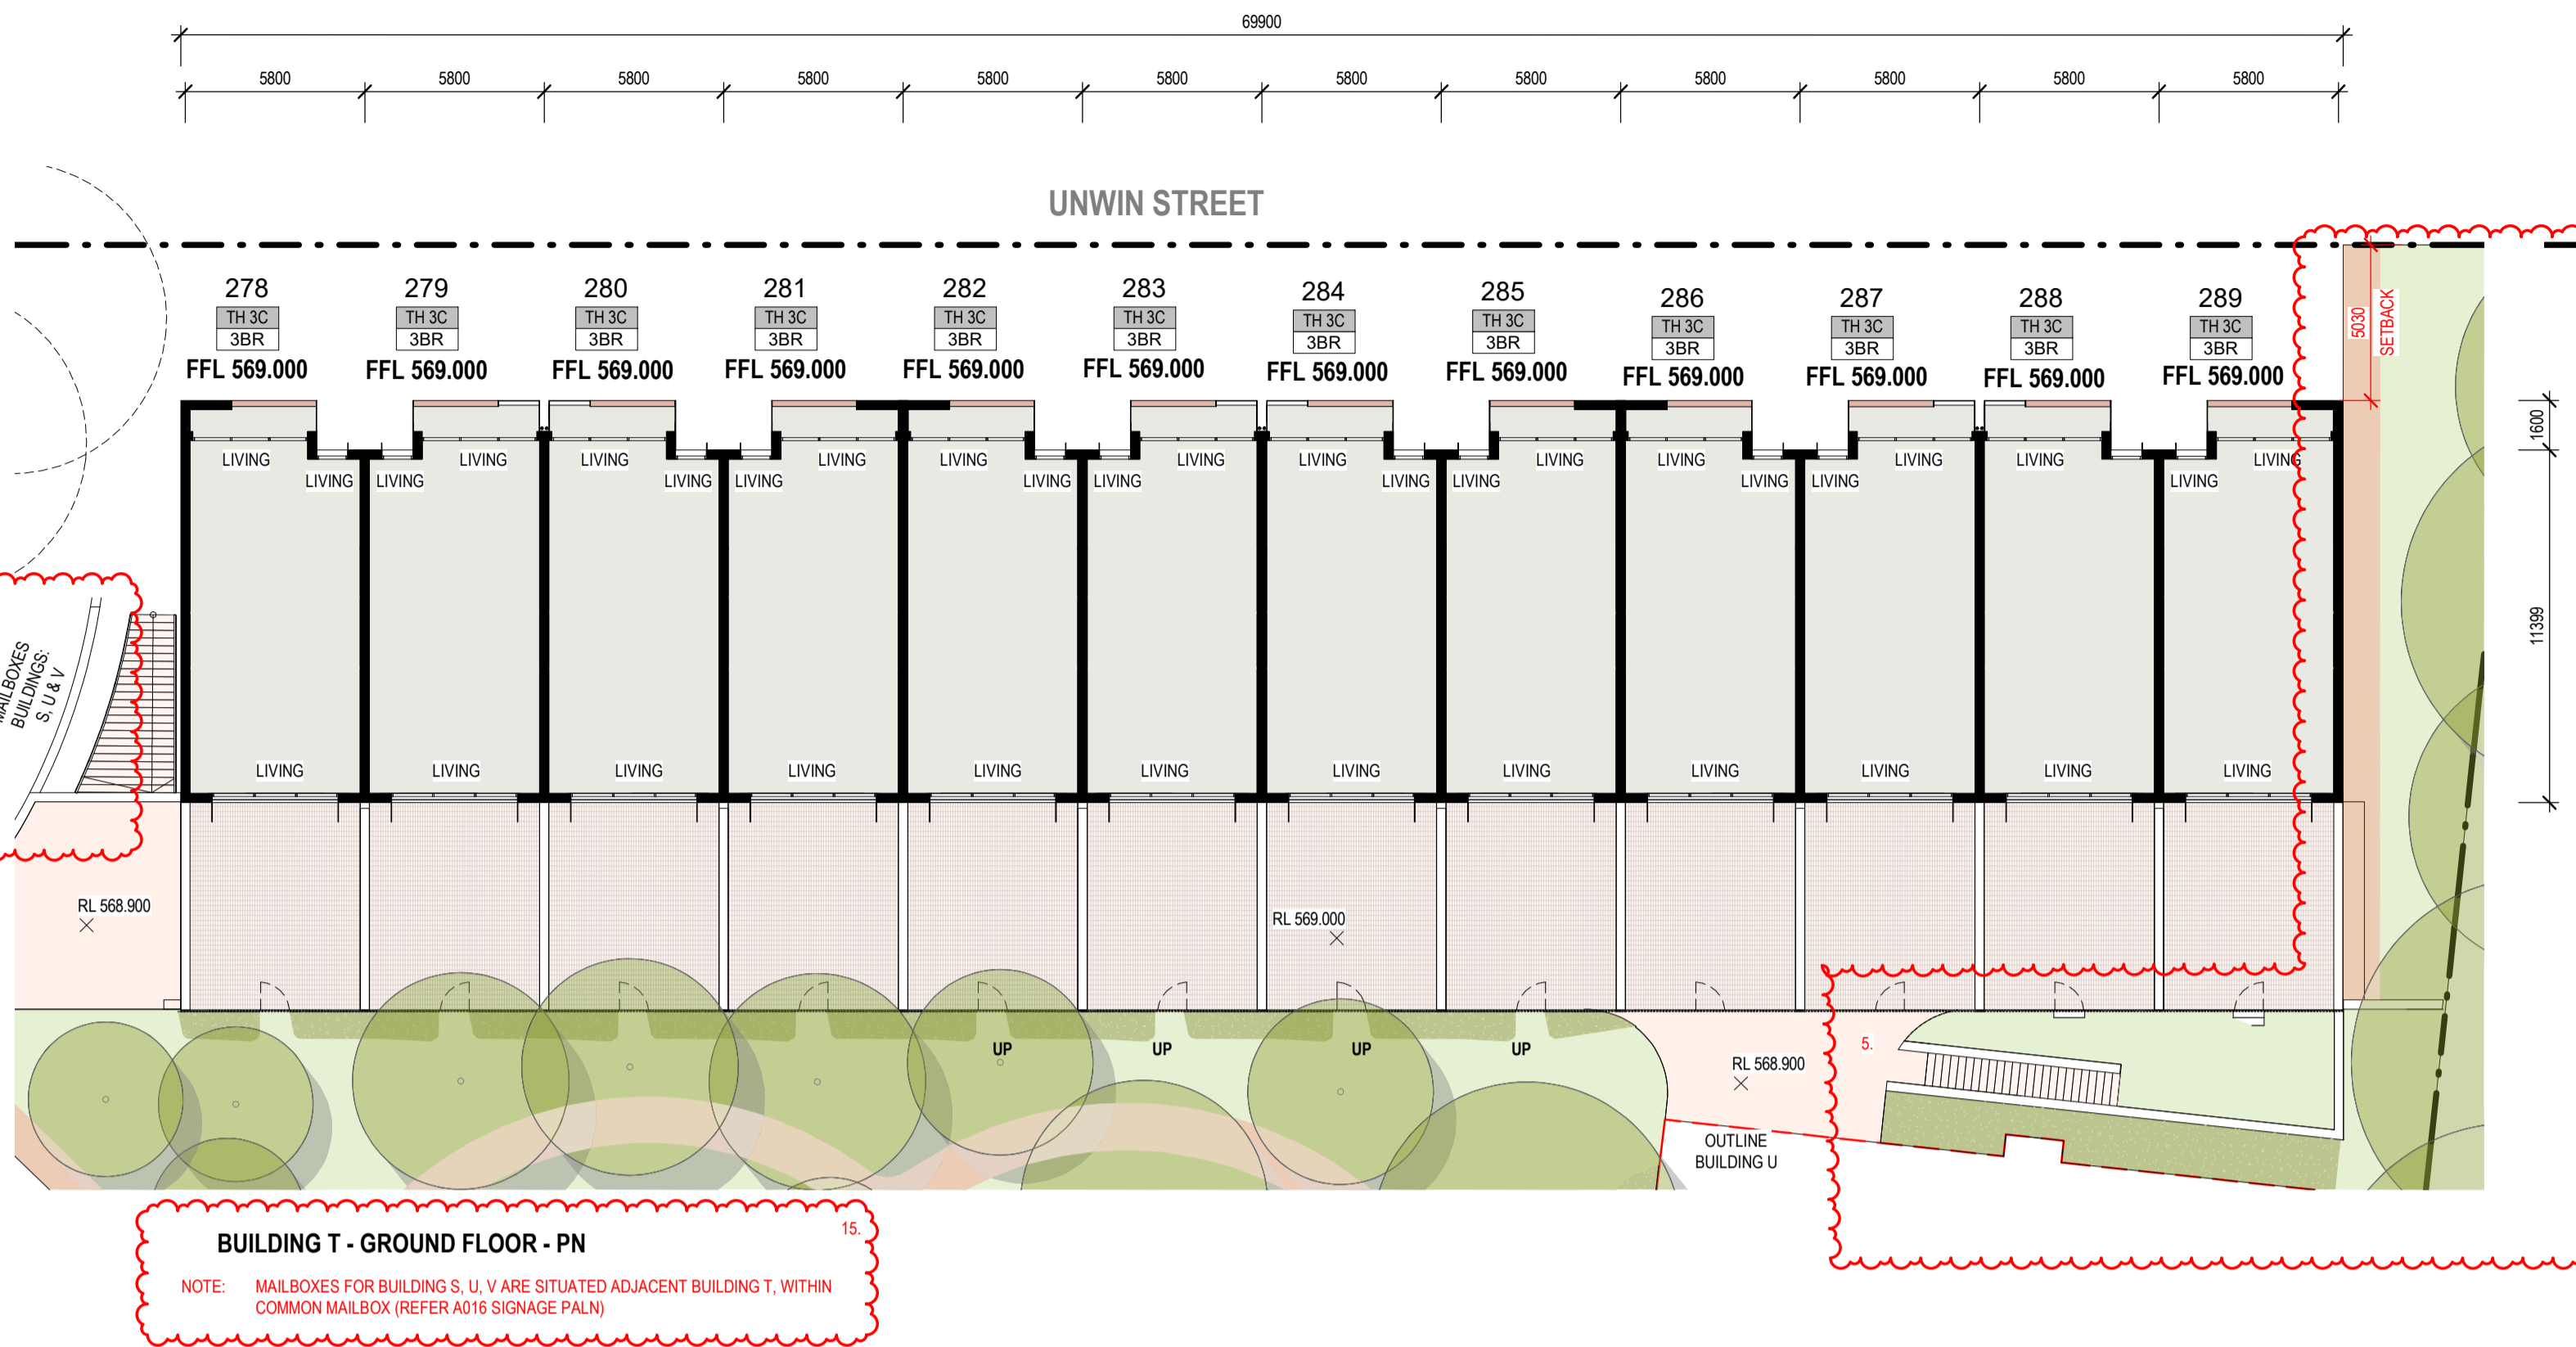 69900
5800 5800 5800 5800 5800 5800 5800 5800 5800 5800 5800 5800
UNWIN STREET
278 279 280 281 282 283 284 285 286 287 288 289
TH 3C TH 3C TH 3C TH 3C TH 3C TH 3C TH 3C TH 3C TH 3C TH 3C TH 3C TH 3C
3BR 3BR 3BR 3BR 3BR 3BR 3BR 3BR 3BR 3BR 3BR 3BR
FFL 569.000 FFL 569.000 FFL 569.000 FFL 569.000 FFL 569.000 FFL 569.000 FFL 569.000 FFL 569.000 FFL 569.000 FFL 569.000 FFL 569.000 FFL 569.000
5030
SETBACK
1600
LIVING LIVING LIVING LIVING LIVING LIVING LIVING LIVING LIVING LIVING LIVING LIVING
LIVING LIVING LIVING LIVING LIVING LIVING LIVING LIVING LIVING LIVING LIVING LIVING
11399
MAILBOXES
BUILDINGS:
S, U & V
LIVING LIVING LIVING LIVING LIVING LIVING LIVING LIVING LIVING LIVING LIVING LIVING
RL 568.900
RL 569.000
UP UP UP UP
5.
RL 568.900
OUTLINE
BUILDING U
15.
BUILDING T - GROUND FLOOR - PN
NOTE: MAILBOXES FOR BUILDING S, U, V ARE SITUATED ADJACENT BUILDING T, WITHIN
COMMON MAILBOX (REFER A016 SIGNAGE PALN)